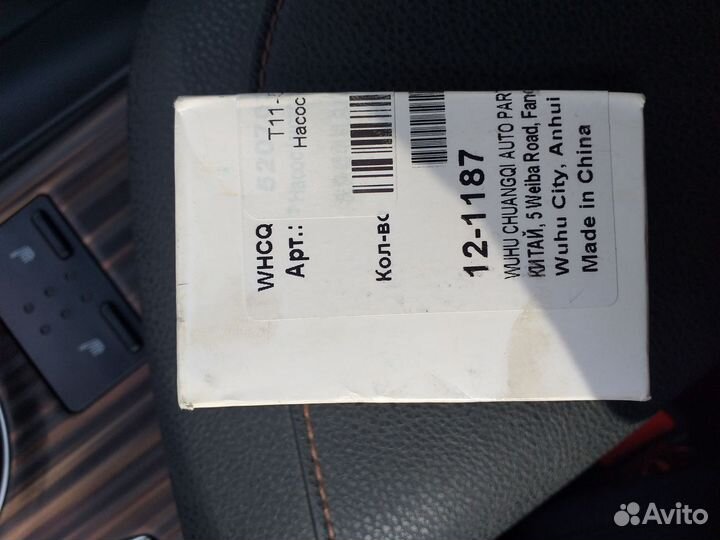 WHCQ
Арт.:
T11-
Насос
Кол-вс
12-1187
WUHU CHUANGQI AUTO PAR
КИТАЙ, 5 Weiba Road, Fan
Wuhu City, Anhui
Made in China
Avito